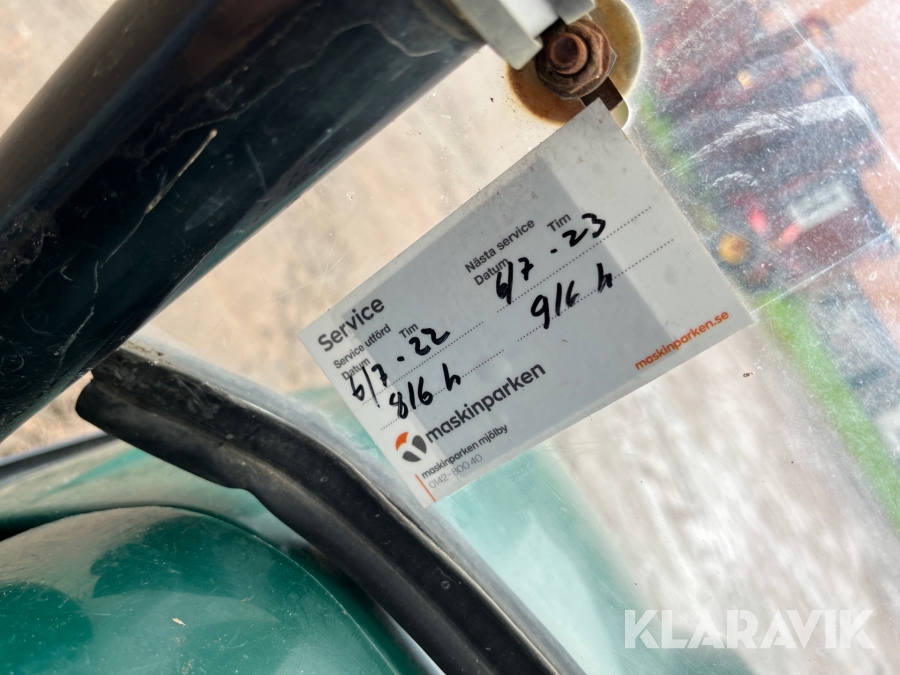 Service
Service utförd
Datum Tim
6/7 - 22
816 h
Nästa service
Datum Tim
6/7 - 23
916 h
maskinparken
maskinparken mjölby
0142-800 40
maskinparken.se
KLARAVIK